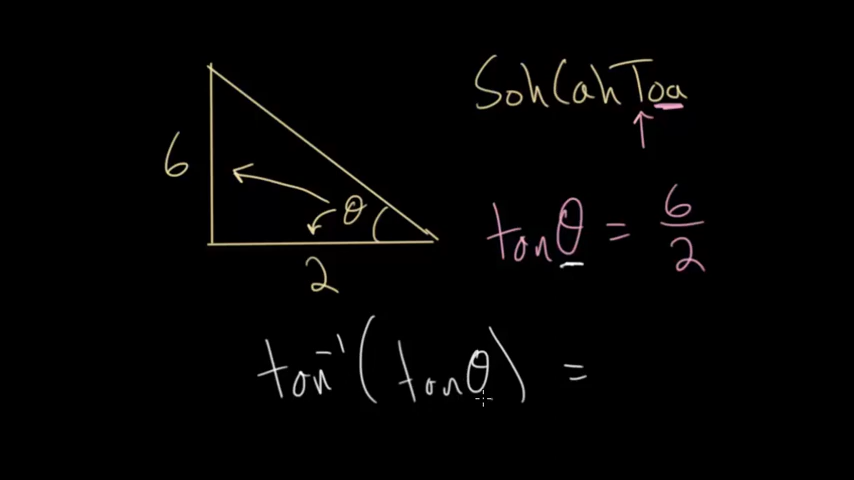 SohCahToa
6
θ
tanθ = 6/2
2
tan⁻¹(tanθ) =